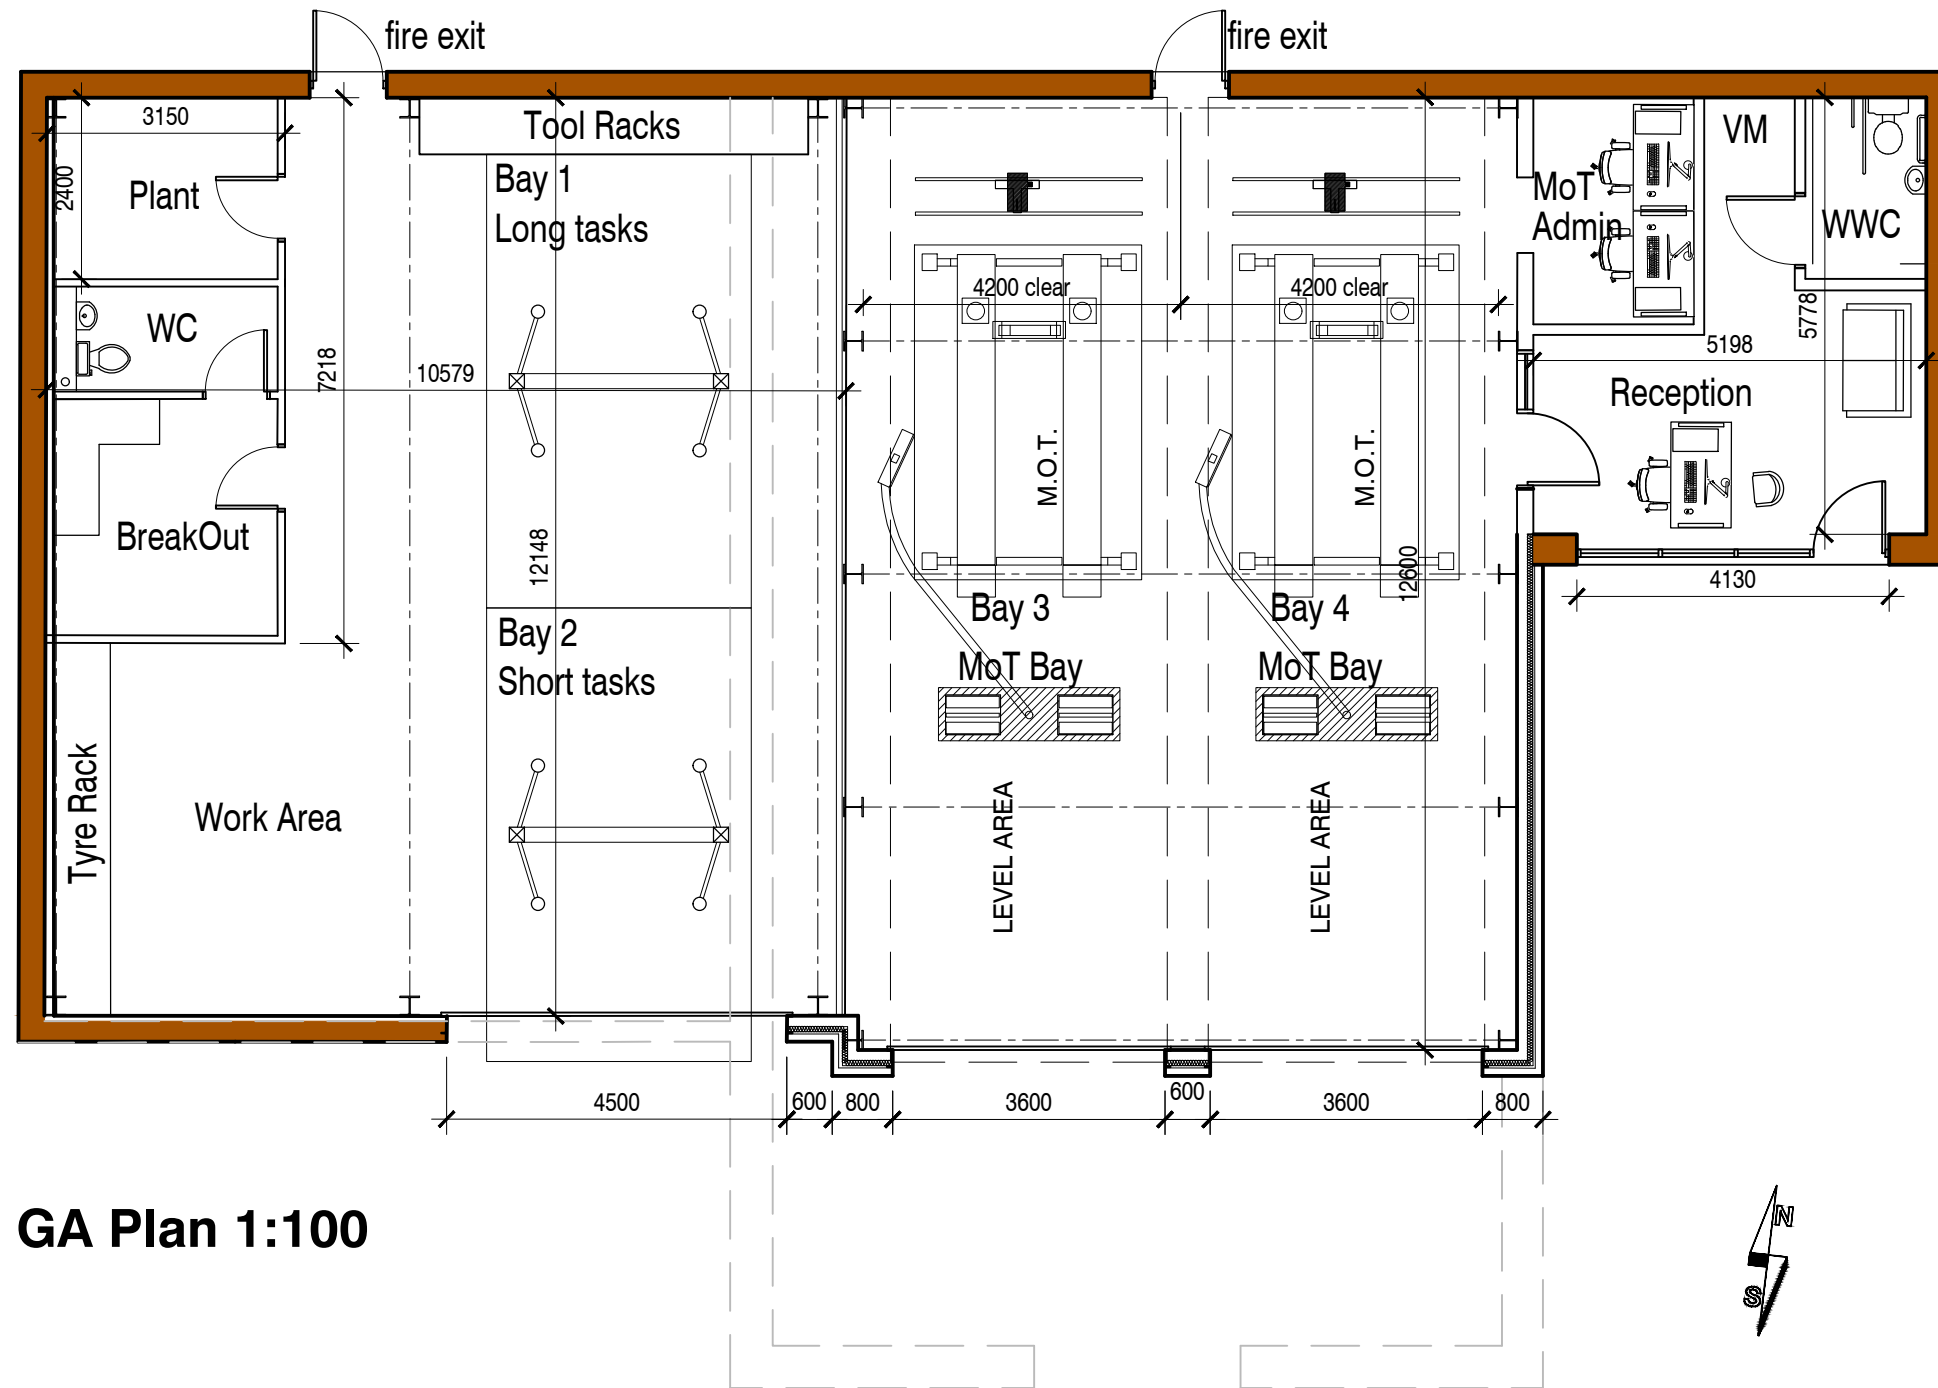 fire exit
fire exit
3150
Tool Racks
VM
2400
Plant
Bay 1
Long tasks
MoT
Admin
WWC
4200 clear
4200 clear
WC
7218
10579
5778
5198
Reception
M.O.T.
M.O.T.
BreakOut
12148
12600
4130
Bay 3
Bay 4
Bay 2
Short tasks
MoT Bay
MoT Bay
Tyre Rack
Work Area
LEVEL AREA
LEVEL AREA
4500
600
800
3600
600
3600
800
GA Plan 1:100
N
S